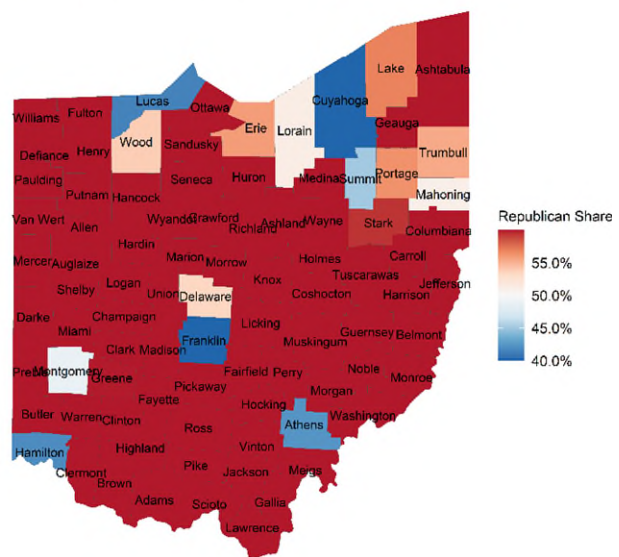 Lake
Ashtabula
Lucas
Cuyahoga
Fulton
Williams
Ottawa
Geauga
Erie
Lorain
Wood
Sandusky
Henry
Defiance
Trumbull
Huron
Medina
Summit
Portage
Seneca
Paulding
Mahoning
Putnam
Hancock
Van Wert
Wyandot
Crawford
Ashland
Wayne
Stark
Richland
Columbiana
Allen
Hardin
Carroll
Mercer
Auglaize
Marion
Morrow
Holmes
Tuscarawas
Jefferson
Logan
Knox
Shelby
Union
Delaware
Coshocton
Harrison
Darke
Champaign
Licking
Miami
Guernsey
Belmont
Franklin
Muskingum
Clark
Madison
Preble
Montgomery
Greene
Fairfield
Perry
Noble
Monroe
Pickaway
Morgan
Fayette
Hocking
Butler
Warren
Clinton
Ross
Athens
Washington
Hamilton
Highland
Vinton
Clermont
Pike
Jackson
Meigs
Brown
Adams
Scioto
Gallia
Lawrence
Republican Share
55.0%
50.0%
45.0%
40.0%